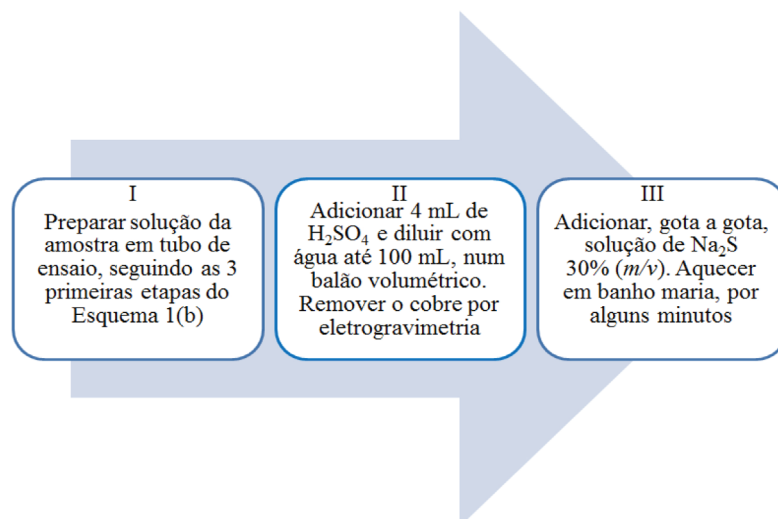 I
Preparar solução da
amostra em tubo de
ensaio, seguindo as 3
primeiras etapas do
Esquema 1(b)
II
Adicionar 4 mL de
H₂SO₄ e diluir com
água até 100 mL, num
balão volumétrico.
Remover o cobre por
eletrogravimetria
III
Adicionar, gota a gota,
solução de Na₂S
30% (m/v). Aquecer
em banho maria, por
alguns minutos